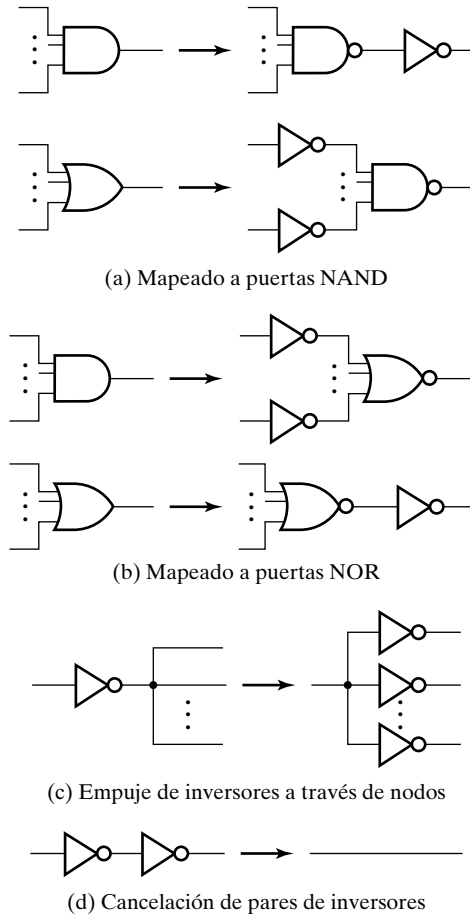 (a) Mapeado a puertas NAND
(b) Mapeado a puertas NOR
(c) Empuje de inversores a través de nodos
(d) Cancelación de pares de inversores